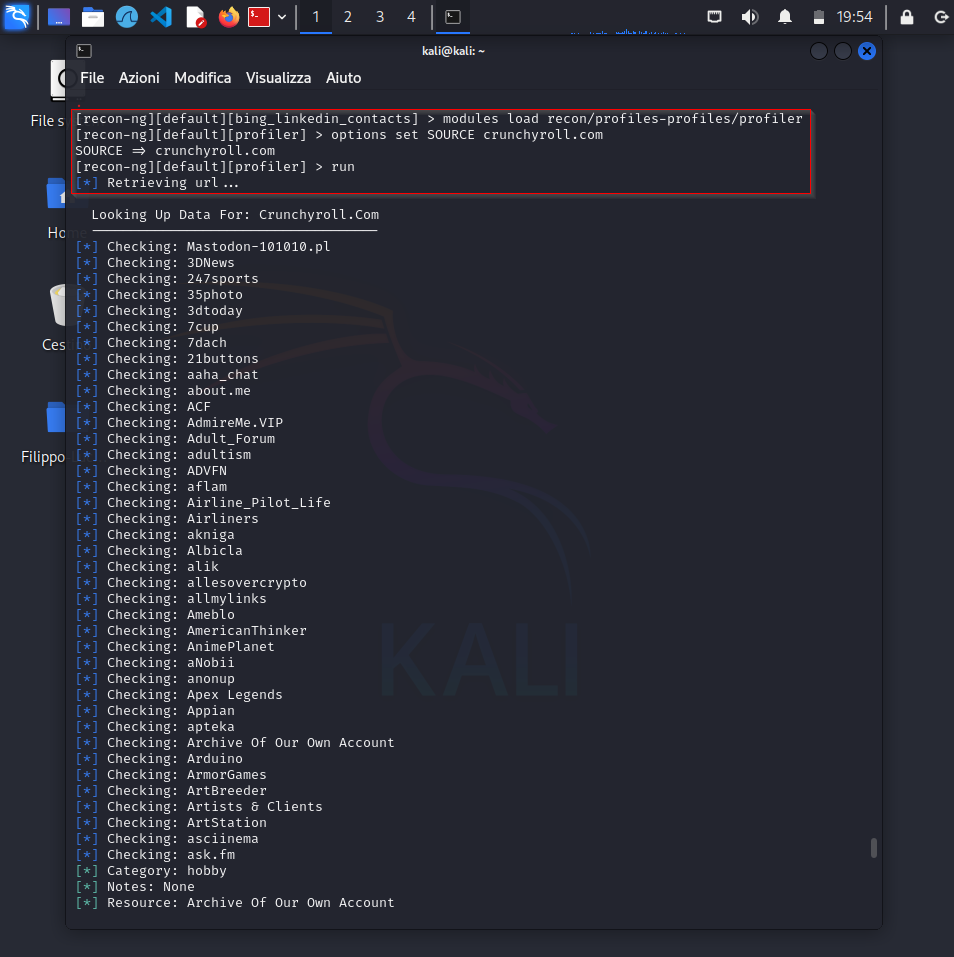 1 2 3 4 19:54
kali@kali: ~
File Azioni Modifica Visualizza Aiuto
File s
[recon-ng][default][bing_linkedin_contacts] > modules load recon/profiles-profiles/profiler
[recon-ng][default][profiler] > options set SOURCE crunchyroll.com
SOURCE ⇒ crunchyroll.com
[recon-ng][default][profiler] > run
[*] Retrieving url...
Looking Up Data For: Crunchyroll.Com
Home
[*] Checking: Mastodon-101010.pl
[*] Checking: 3DNews
[*] Checking: 247sports
[*] Checking: 35photo
[*] Checking: 3dtoday
[*] Checking: 7cup
[*] Checking: 7dach
Ces
[*] Checking: 21buttons
[*] Checking: aaha_chat
[*] Checking: about.me
[*] Checking: ACF
[*] Checking: AdmireMe.VIP
[*] Checking: Adult_Forum
[*] Checking: adultism
Filippo
[*] Checking: ADVFN
[*] Checking: aflam
[*] Checking: Airline_Pilot_Life
[*] Checking: Airliners
[*] Checking: akniga
[*] Checking: Albicla
[*] Checking: alik
[*] Checking: allesovercrypto
[*] Checking: allmylinks
[*] Checking: Ameblo
[*] Checking: AmericanThinker
[*] Checking: AnimePlanet
[*] Checking: aNobii
[*] Checking: anonup
KALI
[*] Checking: Apex Legends
[*] Checking: Appian
[*] Checking: apteka
[*] Checking: Archive Of Our Own Account
[*] Checking: Arduino
[*] Checking: ArmorGames
[*] Checking: ArtBreeder
[*] Checking: Artists & Clients
[*] Checking: ArtStation
[*] Checking: asciinema
[*] Checking: ask.fm
[*] Category: hobby
[*] Notes: None
[*] Resource: Archive Of Our Own Account